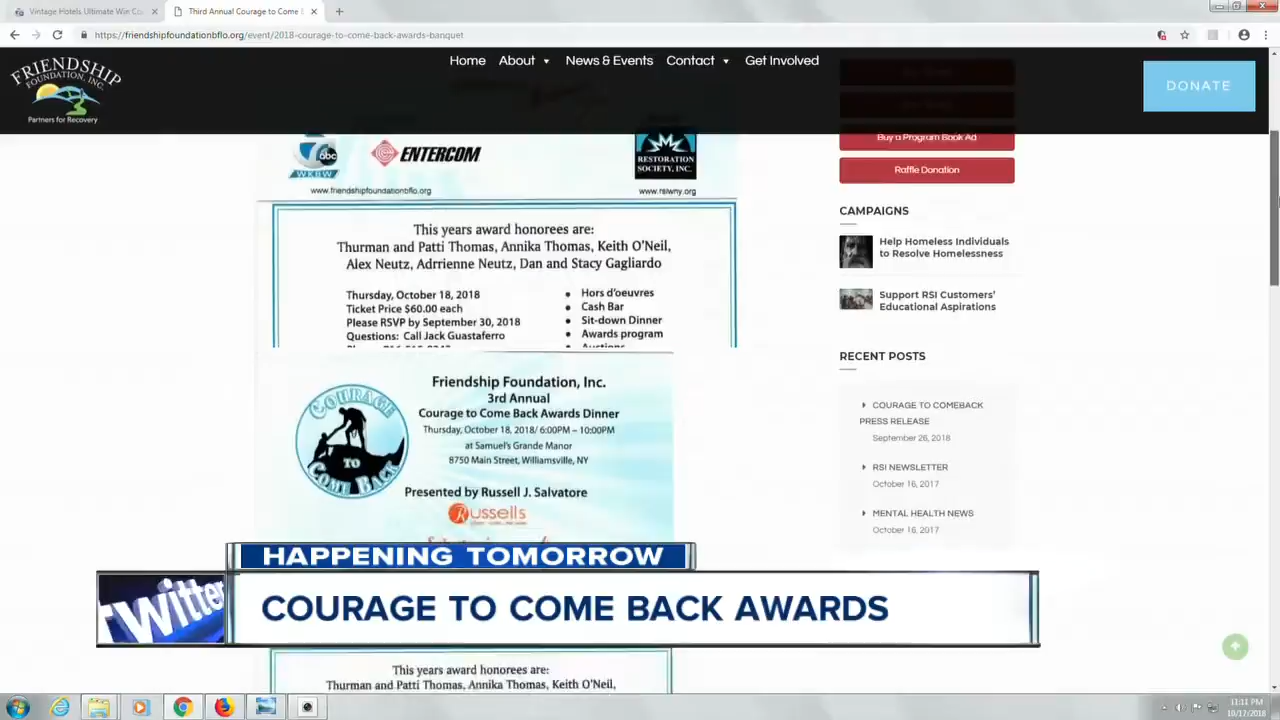 Vintage Hotels Ultimate Win Co
Third Annual Courage to Come B
https://friendshipfoundationbflo.org/event/2018-courage-to-come-back-awards-banquet
FRIENDSHIP
FOUNDATION, INC.
Partners for Recovery
Home About News & Events Contact Get Involved
DONATE
abc
WKBW
ENTERCOM
RESTORATION
SOCIETY, INC.
www.friendshipfoundationbflo.org
www.rsiwny.org
This years award honorees are:
Thurman and Patti Thomas, Annika Thomas, Keith O'Neil,
Alex Neutz, Adrrienne Neutz, Dan and Stacy Gagliardo
Thursday, October 18, 2018
Ticket Price $60.00 each
Please RSVP by September 30, 2018
Questions: Call Jack Guastaferro
• Hors d'oeuvres
• Cash Bar
• Sit-down Dinner
• Awards program
• Auctions
COURAGE
TO
COME BACK
Friendship Foundation, Inc.
3rd Annual
Courage to Come Back Awards Dinner
Thursday, October 18, 2018/ 6:00PM – 10:00PM
at Samuel's Grande Manor
8750 Main Street, Williamsville, NY
Presented by Russell J. Salvatore
Russells
Buy a Program Book Ad
Raffle Donation
CAMPAIGNS
Help Homeless Individuals
to Resolve Homelessness
Support RSI Customers'
Educational Aspirations
RECENT POSTS
COURAGE TO COMEBACK
PRESS RELEASE
September 26, 2018
RSI NEWSLETTER
October 16, 2017
MENTAL HEALTH NEWS
October 16, 2017
HAPPENING TOMORROW
Twitter
COURAGE TO COME BACK AWARDS
This years award honorees are:
Thurman and Patti Thomas, Annika Thomas, Keith O'Neil,
11:11 PM
10/17/2018